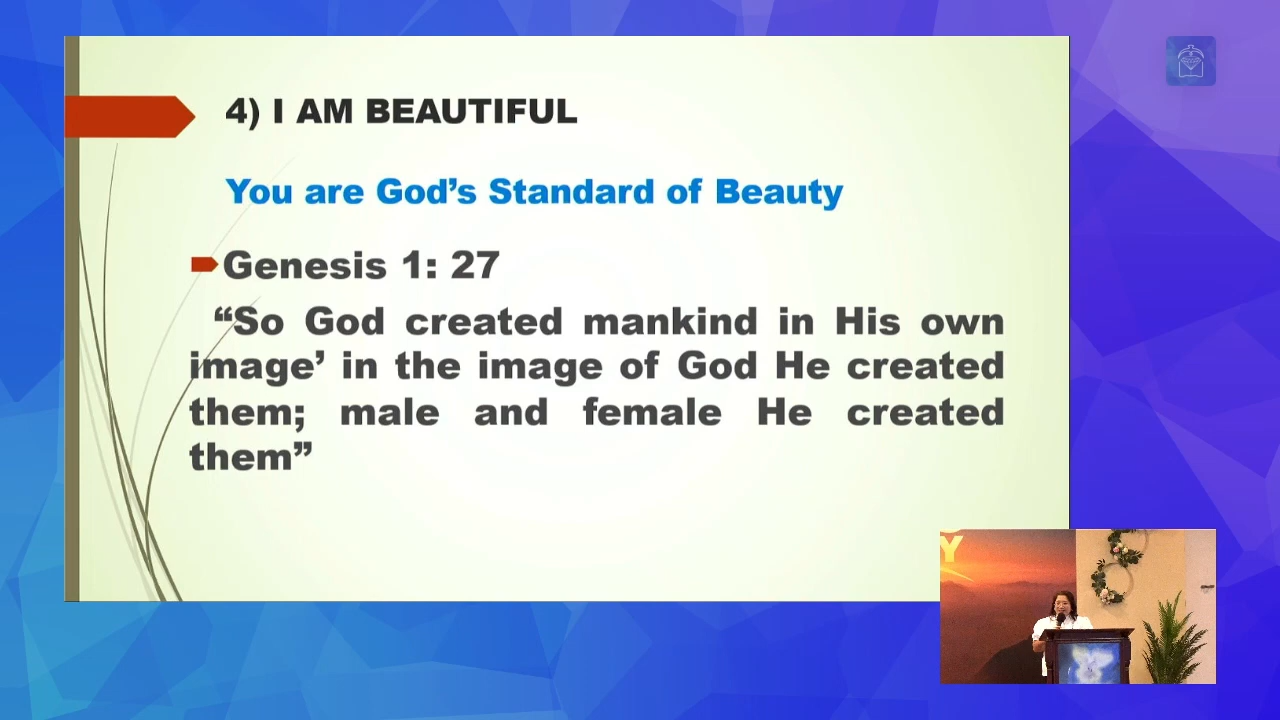 4) I AM BEAUTIFUL
You are God’s Standard of Beauty
Genesis 1: 27
“So God created mankind in His own
image’ in the image of God He created
them; male and female He created
them”
Y